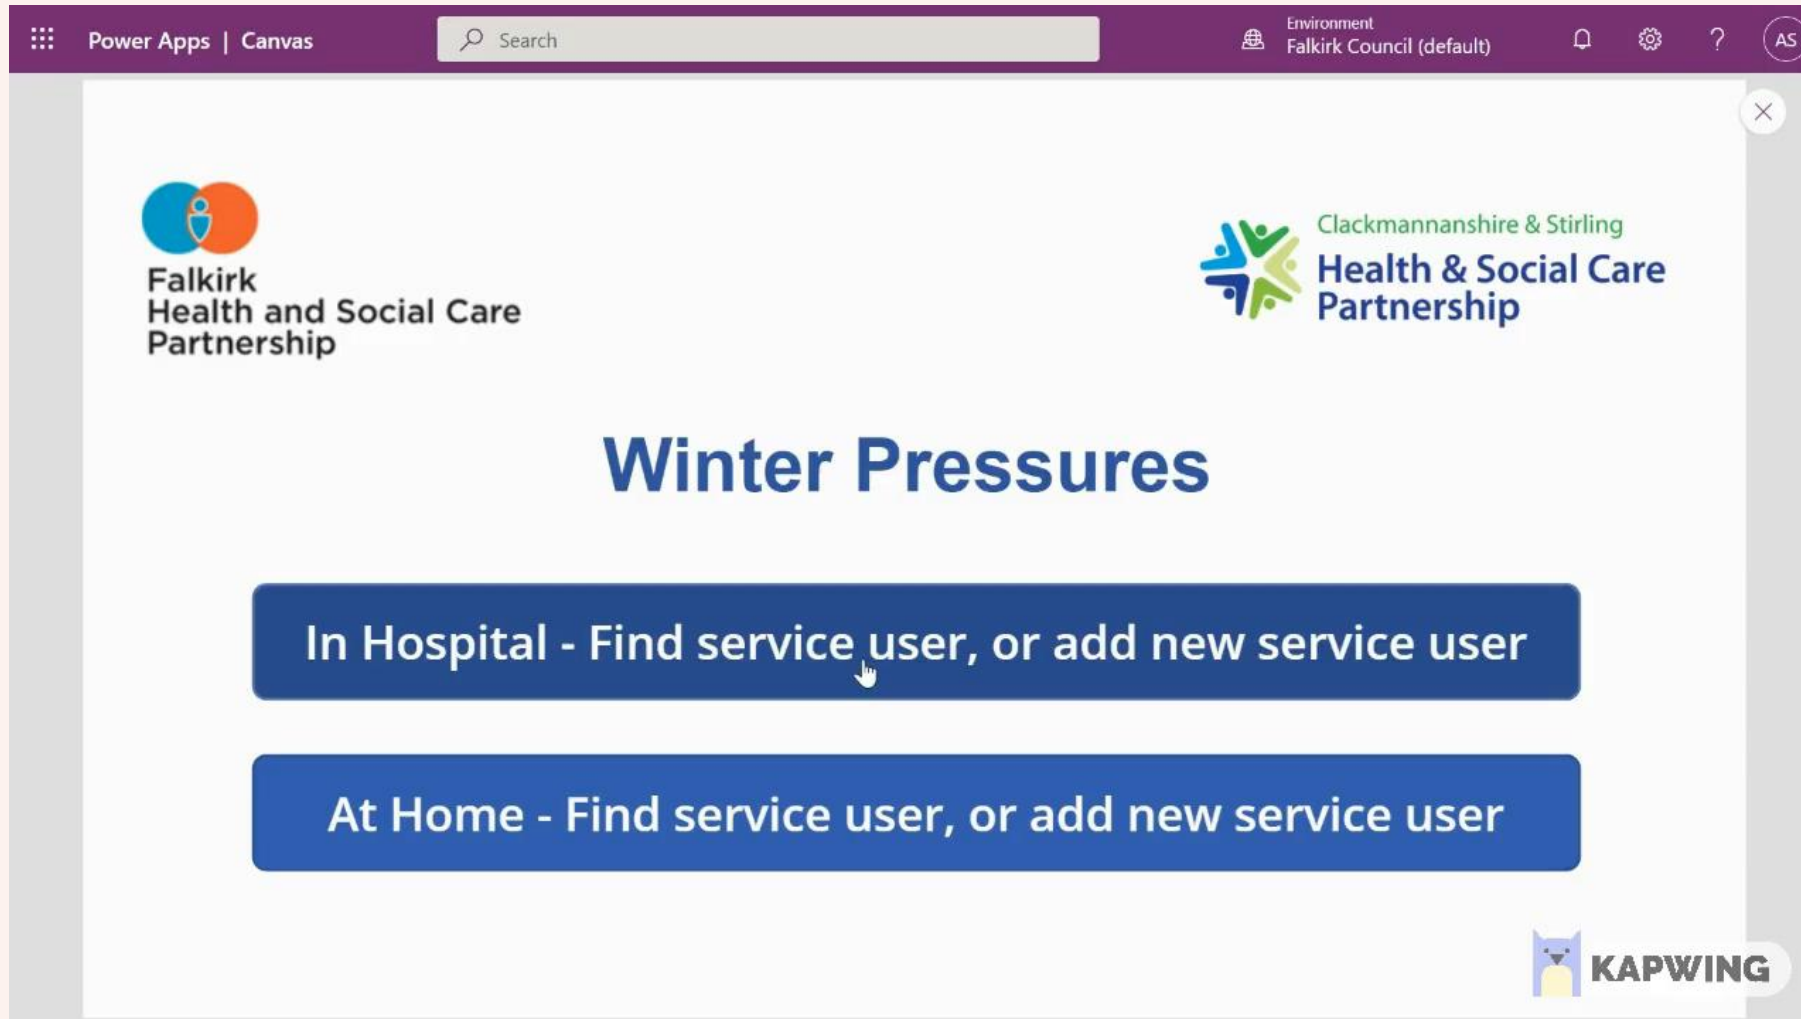 Power Apps | Canvas
Search
Environment
Falkirk Council (default)
?
AS
Falkirk
Health and Social Care
Partnership
Clackmannanshire & Stirling
Health & Social Care
Partnership
Winter Pressures
In Hospital - Find service user, or add new service user
At Home - Find service user, or add new service user
KAPWING